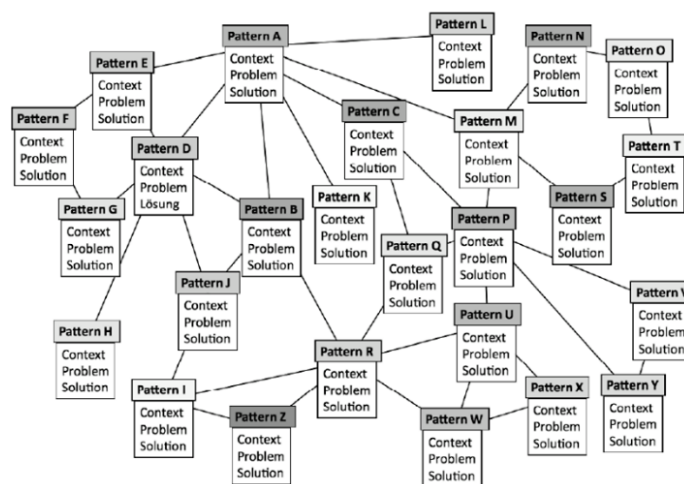 Pattern L
Context
Problem
Solution
Pattern A
Context
Problem
Solution
Pattern N
Context
Problem
Solution
Pattern O
Context
Problem
Solution
Pattern E
Context
Problem
Solution
Pattern F
Context
Problem
Solution
Pattern C
Context
Problem
Solution
Pattern M
Context
Problem
Solution
Pattern D
Context
Problem
Lösung
Pattern T
Context
Problem
Solution
Pattern K
Context
Problem
Solution
Pattern S
Context
Problem
Solution
Pattern G
Context
Problem
Solution
Pattern B
Context
Problem
Solution
Pattern P
Context
Problem
Solution
Pattern Q
Context
Problem
Solution
Pattern J
Context
Problem
Solution
Pattern
Context
Problem
Solution
Pattern H
Context
Problem
Solution
Pattern U
Context
Problem
Solution
Pattern R
Context
Problem
Solution
Pattern I
Context
Problem
Solution
Pattern X
Context
Problem
Solution
Pattern Y
Context
Problem
Solution
Pattern Z
Context
Problem
Solution
Pattern W
Context
Problem
Solution